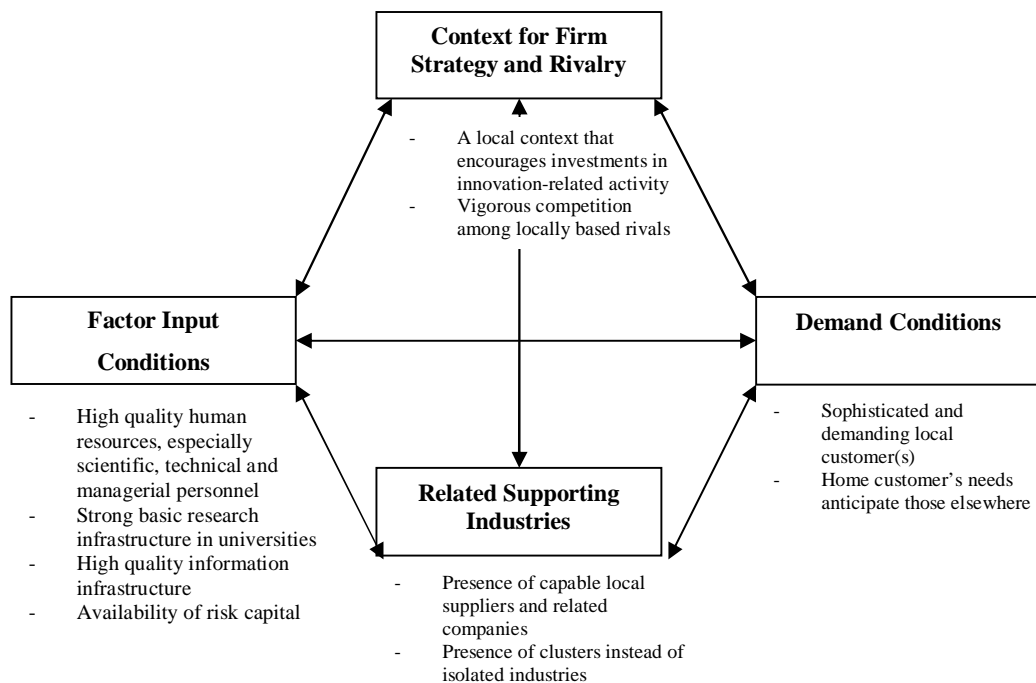 Context for Firm
Strategy and Rivalry
- A local context that
encourages investments in
innovation-related activity
- Vigorous competition
among locally based rivals
Factor Input
Conditions
- High quality human
resources, especially
scientific, technical and
managerial personnel
- Strong basic research
infrastructure in universities
- High quality information
infrastructure
- Availability of risk capital
Demand Conditions
- Sophisticated and
demanding local
customer(s)
- Home customer’s needs
anticipate those elsewhere
Related Supporting
Industries
- Presence of capable local
suppliers and related
companies
- Presence of clusters instead of
isolated industries